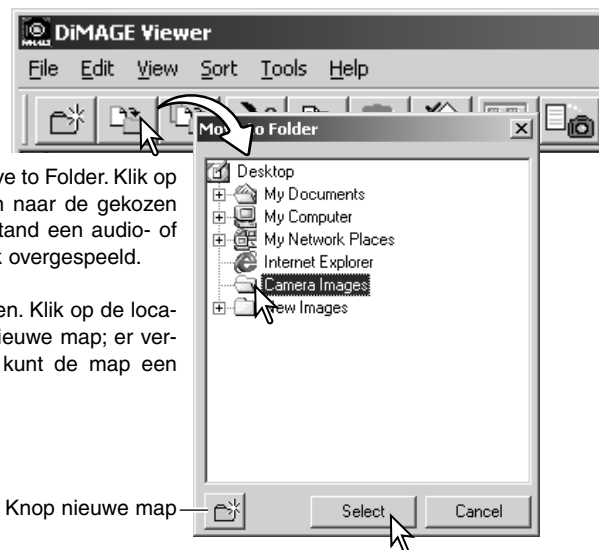 DiMAGE Viewer
File Edit View Sort Tools Help
Move to Folder
ve to Folder. Klik op
n naar de gekozen
tand een audio- of
k overgespeeld.
en. Klik op de loca-
ieuwe map; er ver-
kunt de map een
Desktop
My Documents
My Computer
My Network Places
Internet Explorer
Camera Images
New Images
Knop nieuwe map
Select
Cancel